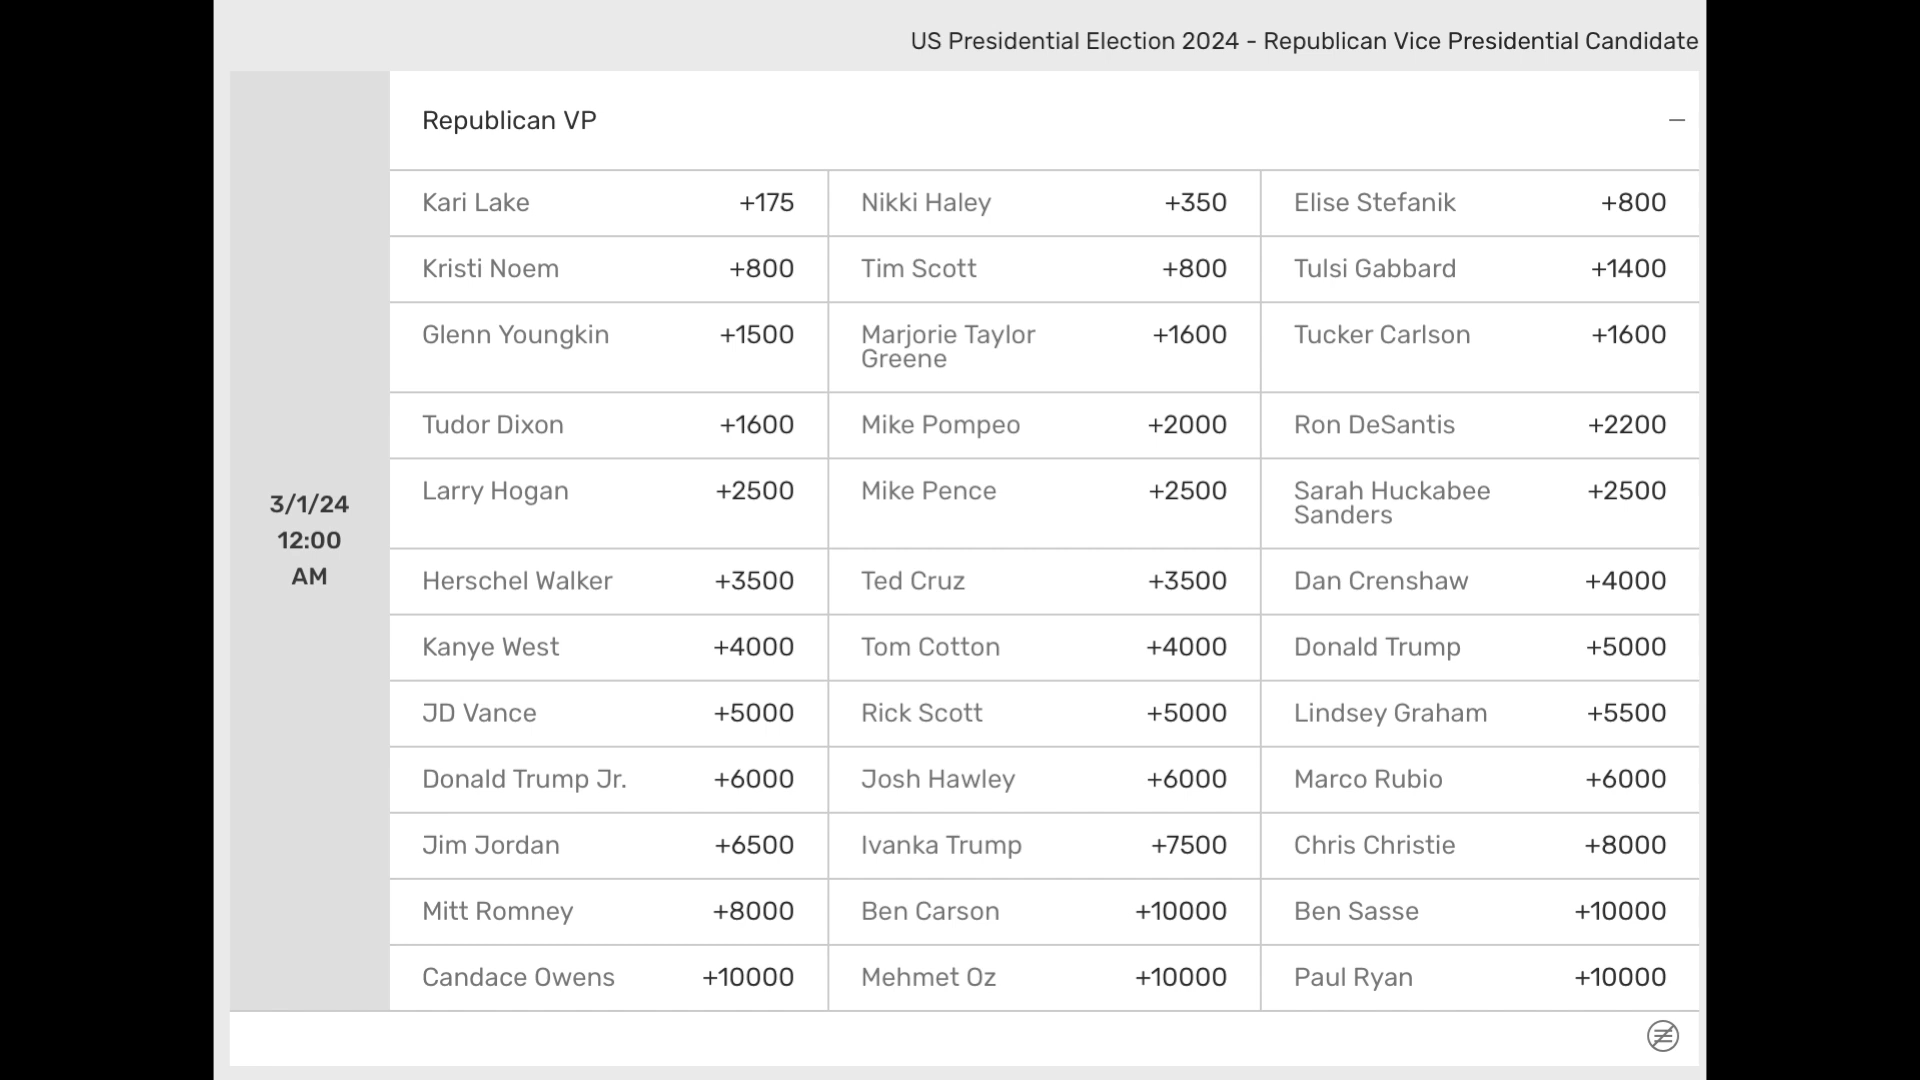 US Presidential Election 2024 - Republican Vice Presidential Candidate
Republican VP
3/1/24
12:00
AM
Kari Lake +175 Nikki Haley +350 Elise Stefanik +800
Kristi Noem +800 Tim Scott +800 Tulsi Gabbard +1400
Glenn Youngkin +1500 Marjorie Taylor +1600 Tucker Carlson +1600
Greene
Tudor Dixon +1600 Mike Pompeo +2000 Ron DeSantis +2200
Larry Hogan +2500 Mike Pence +2500 Sarah Huckabee +2500
Sanders
Herschel Walker +3500 Ted Cruz +3500 Dan Crenshaw +4000
Kanye West +4000 Tom Cotton +4000 Donald Trump +5000
JD Vance +5000 Rick Scott +5000 Lindsey Graham +5500
Donald Trump Jr. +6000 Josh Hawley +6000 Marco Rubio +6000
Jim Jordan +6500 Ivanka Trump +7500 Chris Christie +8000
Mitt Romney +8000 Ben Carson +10000 Ben Sasse +10000
Candace Owens +10000 Mehmet Oz +10000 Paul Ryan +10000